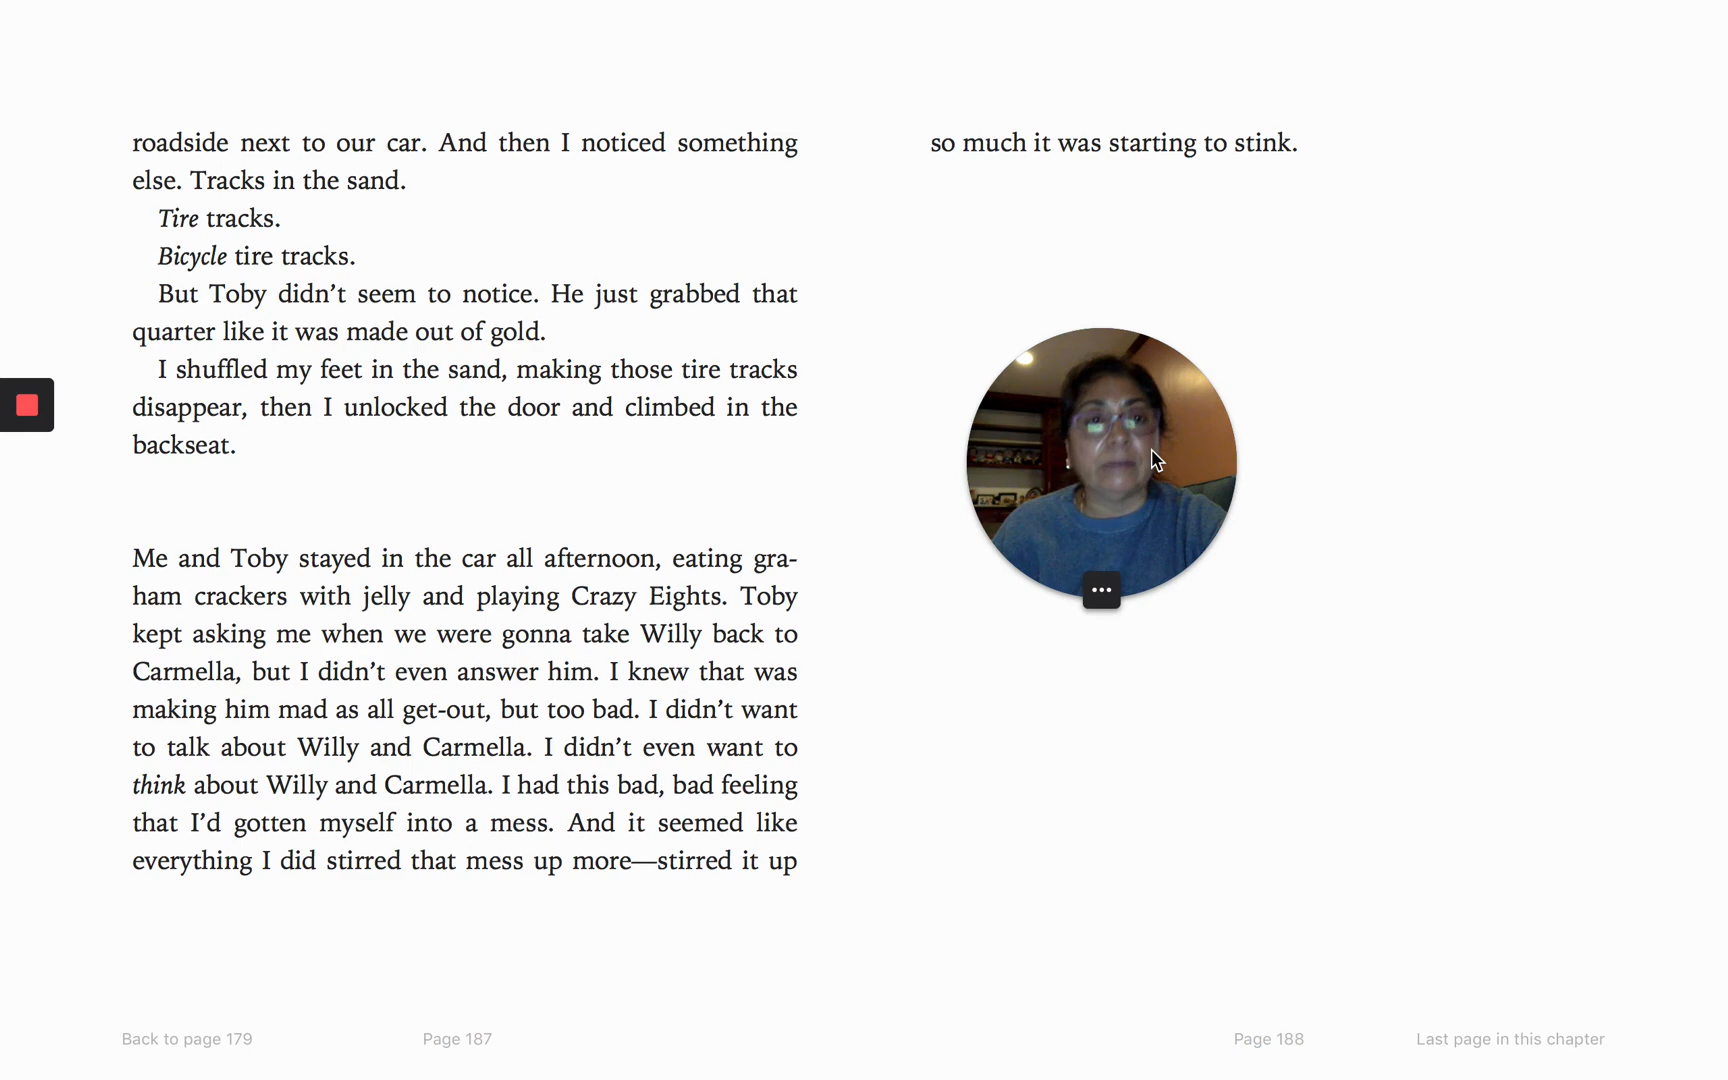 roadside next to our car. And then I noticed something
else. Tracks in the sand.
Tire tracks.
Bicycle tire tracks.
But Toby didn’t seem to notice. He just grabbed that
quarter like it was made out of gold.
I shuffled my feet in the sand, making those tire tracks
disappear, then I unlocked the door and climbed in the
backseat.
Me and Toby stayed in the car all afternoon, eating gra-
ham crackers with jelly and playing Crazy Eights. Toby
kept asking me when we were gonna take Willy back to
Carmella, but I didn’t even answer him. I knew that was
making him mad as all get-out, but too bad. I didn’t want
to talk about Willy and Carmella. I didn’t even want to
think about Willy and Carmella. I had this bad, bad feeling
that I’d gotten myself into a mess. And it seemed like
everything I did stirred that mess up more—stirred it up
so much it was starting to stink.
Back to page 179
Page 187
Page 188
Last page in this chapter